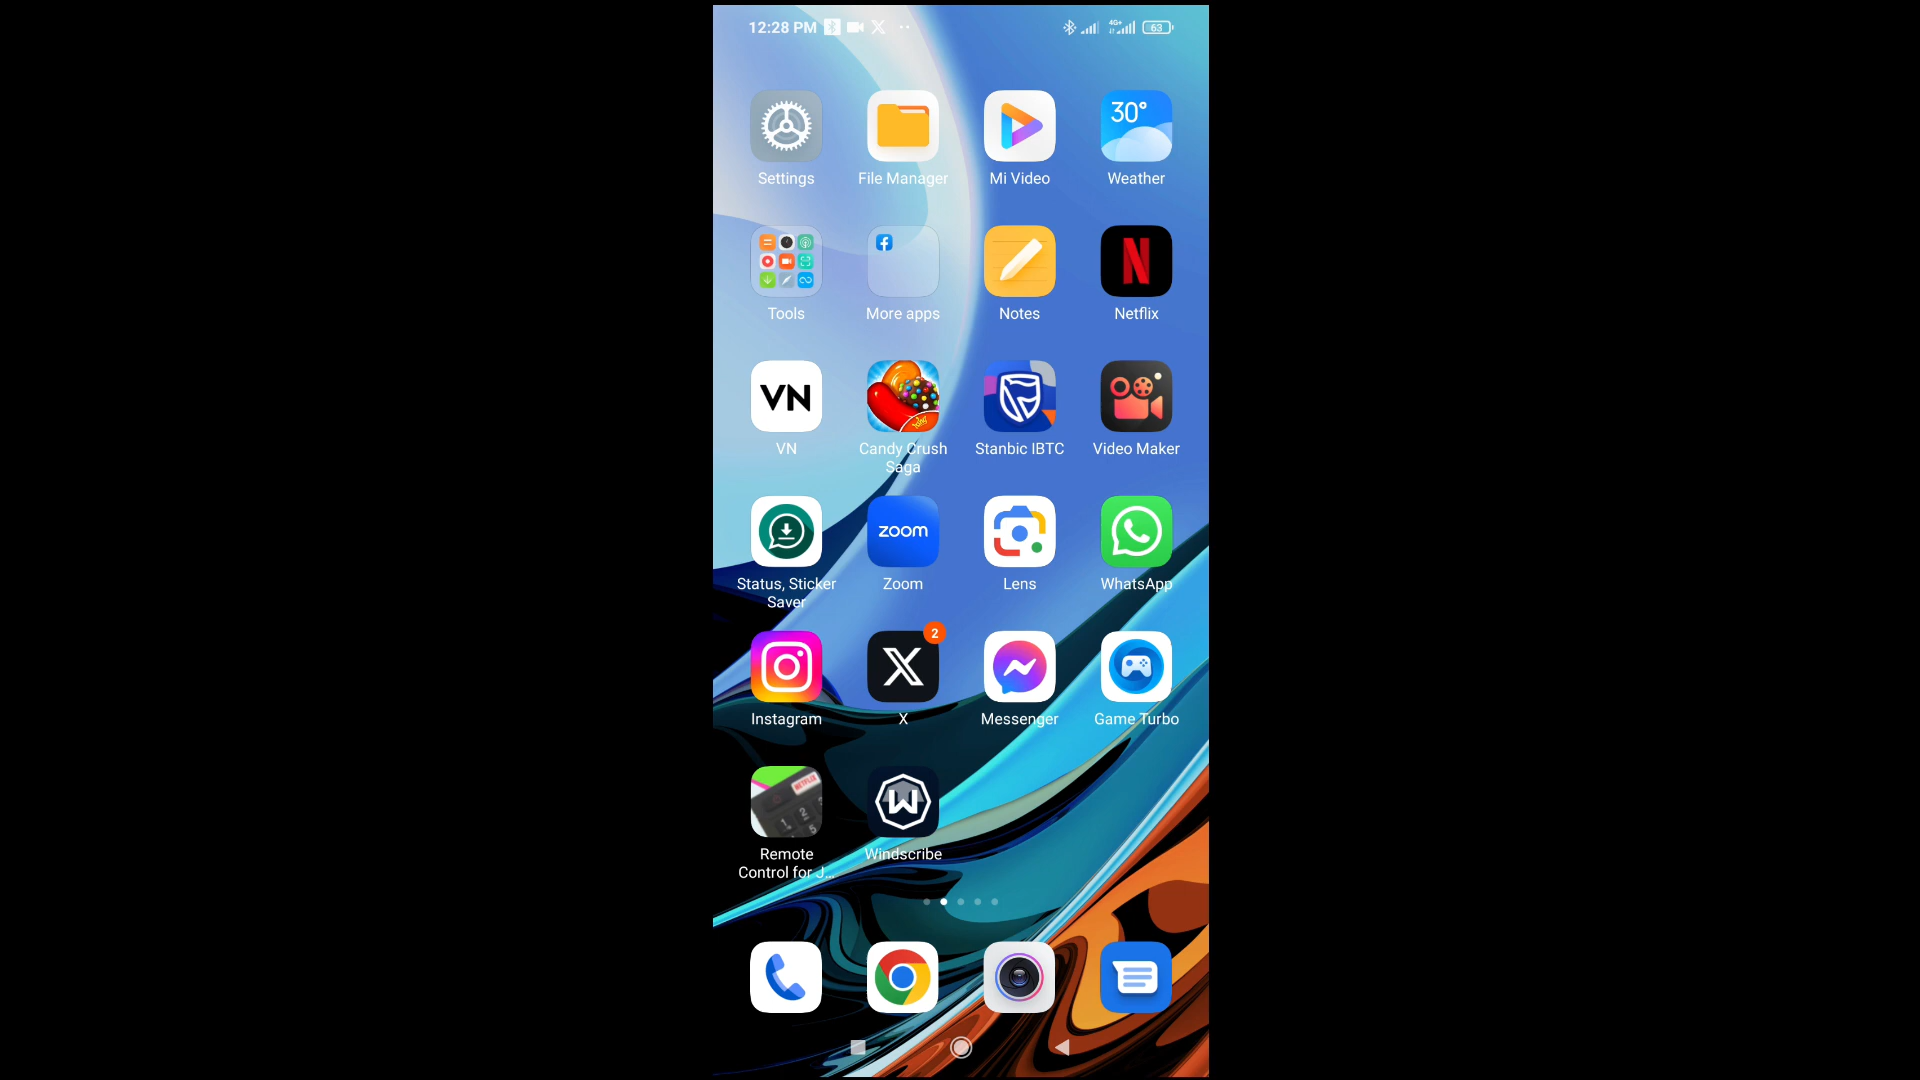 12:28 PM
4G+
63
30°
Settings
File Manager
Mi Video
Weather
Tools
More apps
Notes
N
Netflix
VN
VN
Candy Crush
Saga
Stanbic IBTC
Video Maker
zoom
Status, Sticker
Saver
Zoom
Lens
WhatsApp
2
Instagram
X
Messenger
Game Turbo
NETFLIX
W
Remote
Control for J...
Windscribe